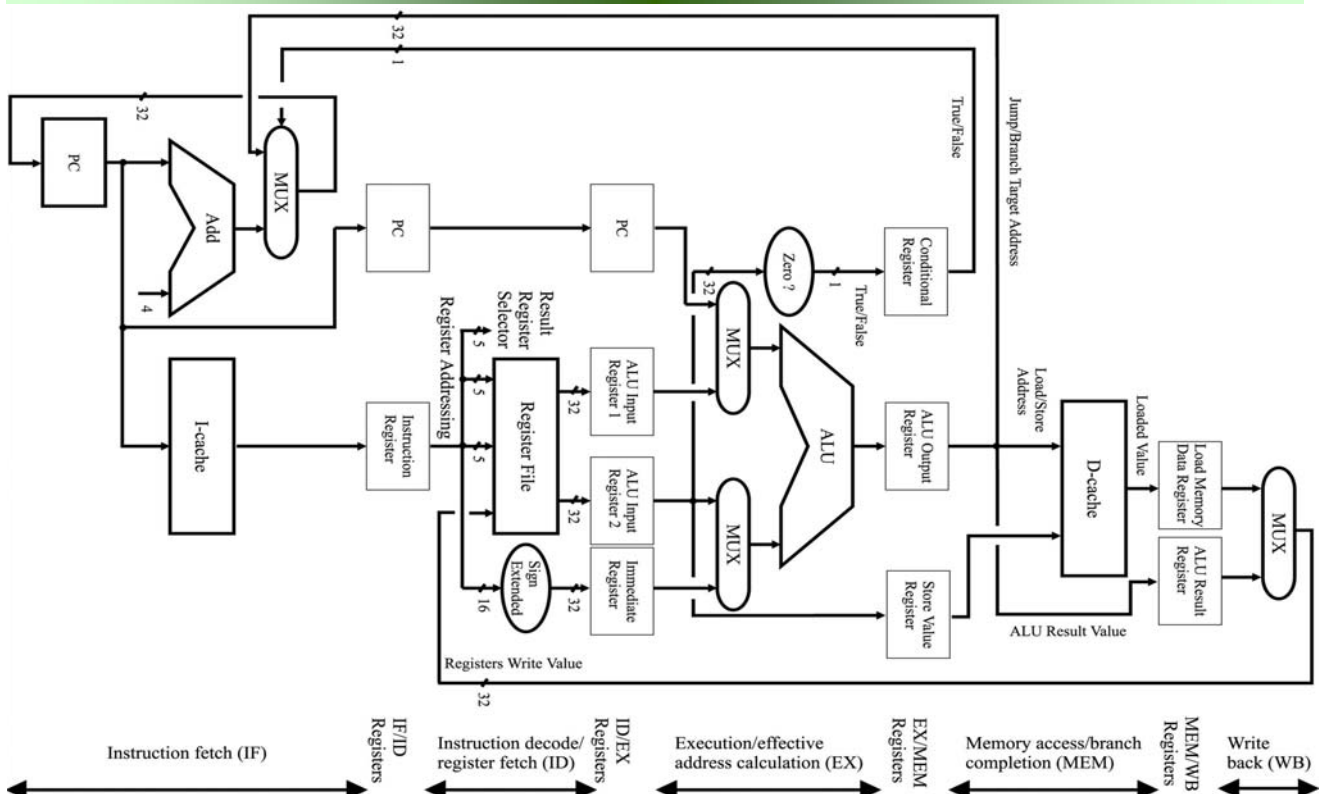 32
1
32
PC
Add
4
MUX
I-cache
PC
Instruction
Register
Register Addressing
Result
Register
Selector
5
5
5
16
Register File
Sign
Extended
32
32
32
PC
ALU Input
Register 1
ALU Input
Register 2
Immediate
Register
Registers Write Value
32
32
MUX
MUX
Zero ?
1
True/False
ALU
Conditional
Register
ALU Output
Register
Store Value
Register
True/False
Jump/Branch Target Address
Load/Store
Address
D-cache
Loaded Value
ALU Result Value
Load Memory
Data Register
ALU Result
Register
MUX
Instruction fetch (IF)
IF/ID
Registers
Instruction decode/
register fetch (ID)
ID/EX
Registers
Execution/effective
address calculation (EX)
EX/MEM
Registers
Memory access/branch
completion (MEM)
MEM/WB
Registers
Write
back (WB)